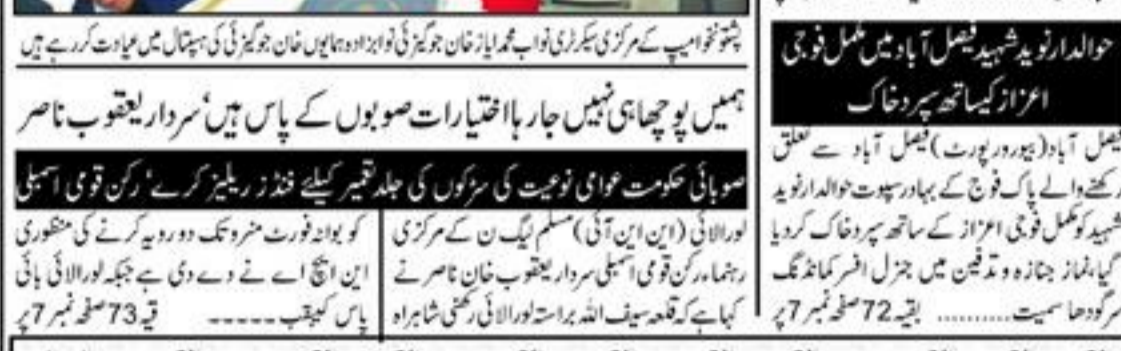 حوالدار نوید شہید فیصل آباد میں مکمل فوجی
اعزاز کیساتھ سپرد خاک
فیصل آباد (بیورورپورٹ) فیصل آباد سے تعلق
رکھنے والے پاک فوج کے بہادر سپوت حوالدار نوید
شہید کو مکمل فوجی اعزاز کے ساتھ سپرد خاک کردیا
گیا، نماز جنازہ و تدفین میں جنرل افسر کمانڈنگ
سرگودھا سمیت.......... بقیہ 72 صفحہ نمبر 7 پر
پشتونخوامیپ کے مرکزی سیکرٹری نواب محمد ایاز خان جوگیزئی نوابزادہ ہمایوں خان جوگیزئی کی ہسپتال میں عیادت کررہے ہیں
ہمیں پوچھا ہی نہیں جارہا اختیارات صوبوں کے پاس ہیں‘ سردار یعقوب ناصر
صوبائی حکومت عوامی نوعیت کی سڑکوں کی جلد تعمیر کیلئے فنڈز ریلیز کرے‘ رکن قومی اسمبلی
لورالائی (این این آئی) مسلم لیگ ن کے مرکزی
رہنما، رکن قومی اسمبلی سردار یعقوب خان ناصر نے
کہا ہے کہ قلعہ سیف اللہ براستہ لورالائی رکھنی شاہراہ
کو بوانہ فورٹ منرو تک دو رویہ کرنے کی منظوری
این ایچ اے نے دے دی ہے جبکہ لورالائی بائی
پاس کیقب------ قیہ 73 صفحہ نمبر 7 پر